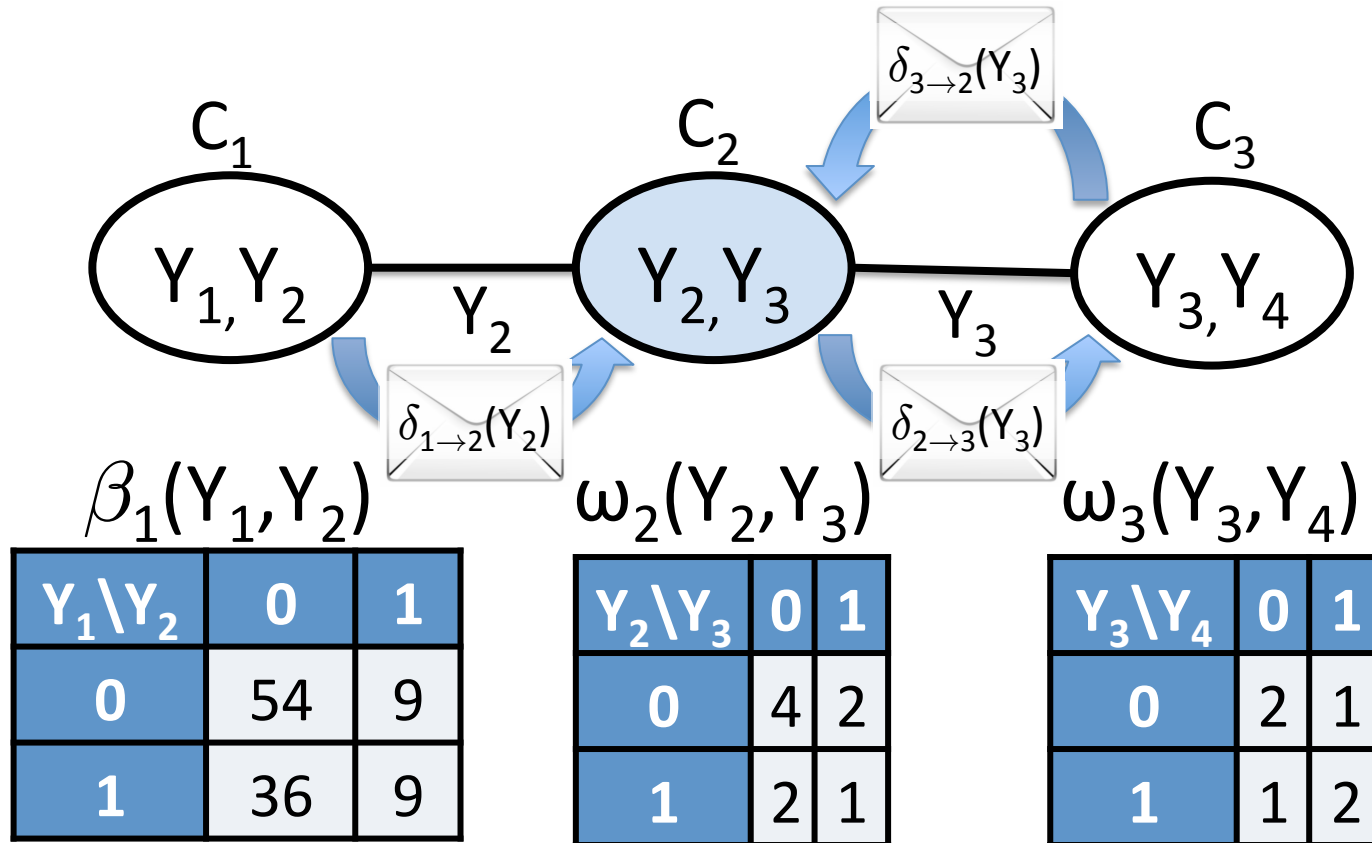 δ₃→₂(Y₃)
C₁ C₂ C₃
Y₁,Y₂ Y₂,Y₃ Y₃,Y₄
Y₂ Y₃
δ₁→₂(Y₂) δ₂→₃(Y₃)
β₁(Y₁,Y₂) ω₂(Y₂,Y₃) ω₃(Y₃,Y₄)
Y₁\Y₂ 0 1
0 54 9
1 36 9
Y₂\Y₃ 0 1
0 4 2
1 2 1
Y₃\Y₄ 0 1
0 2 1
1 1 2